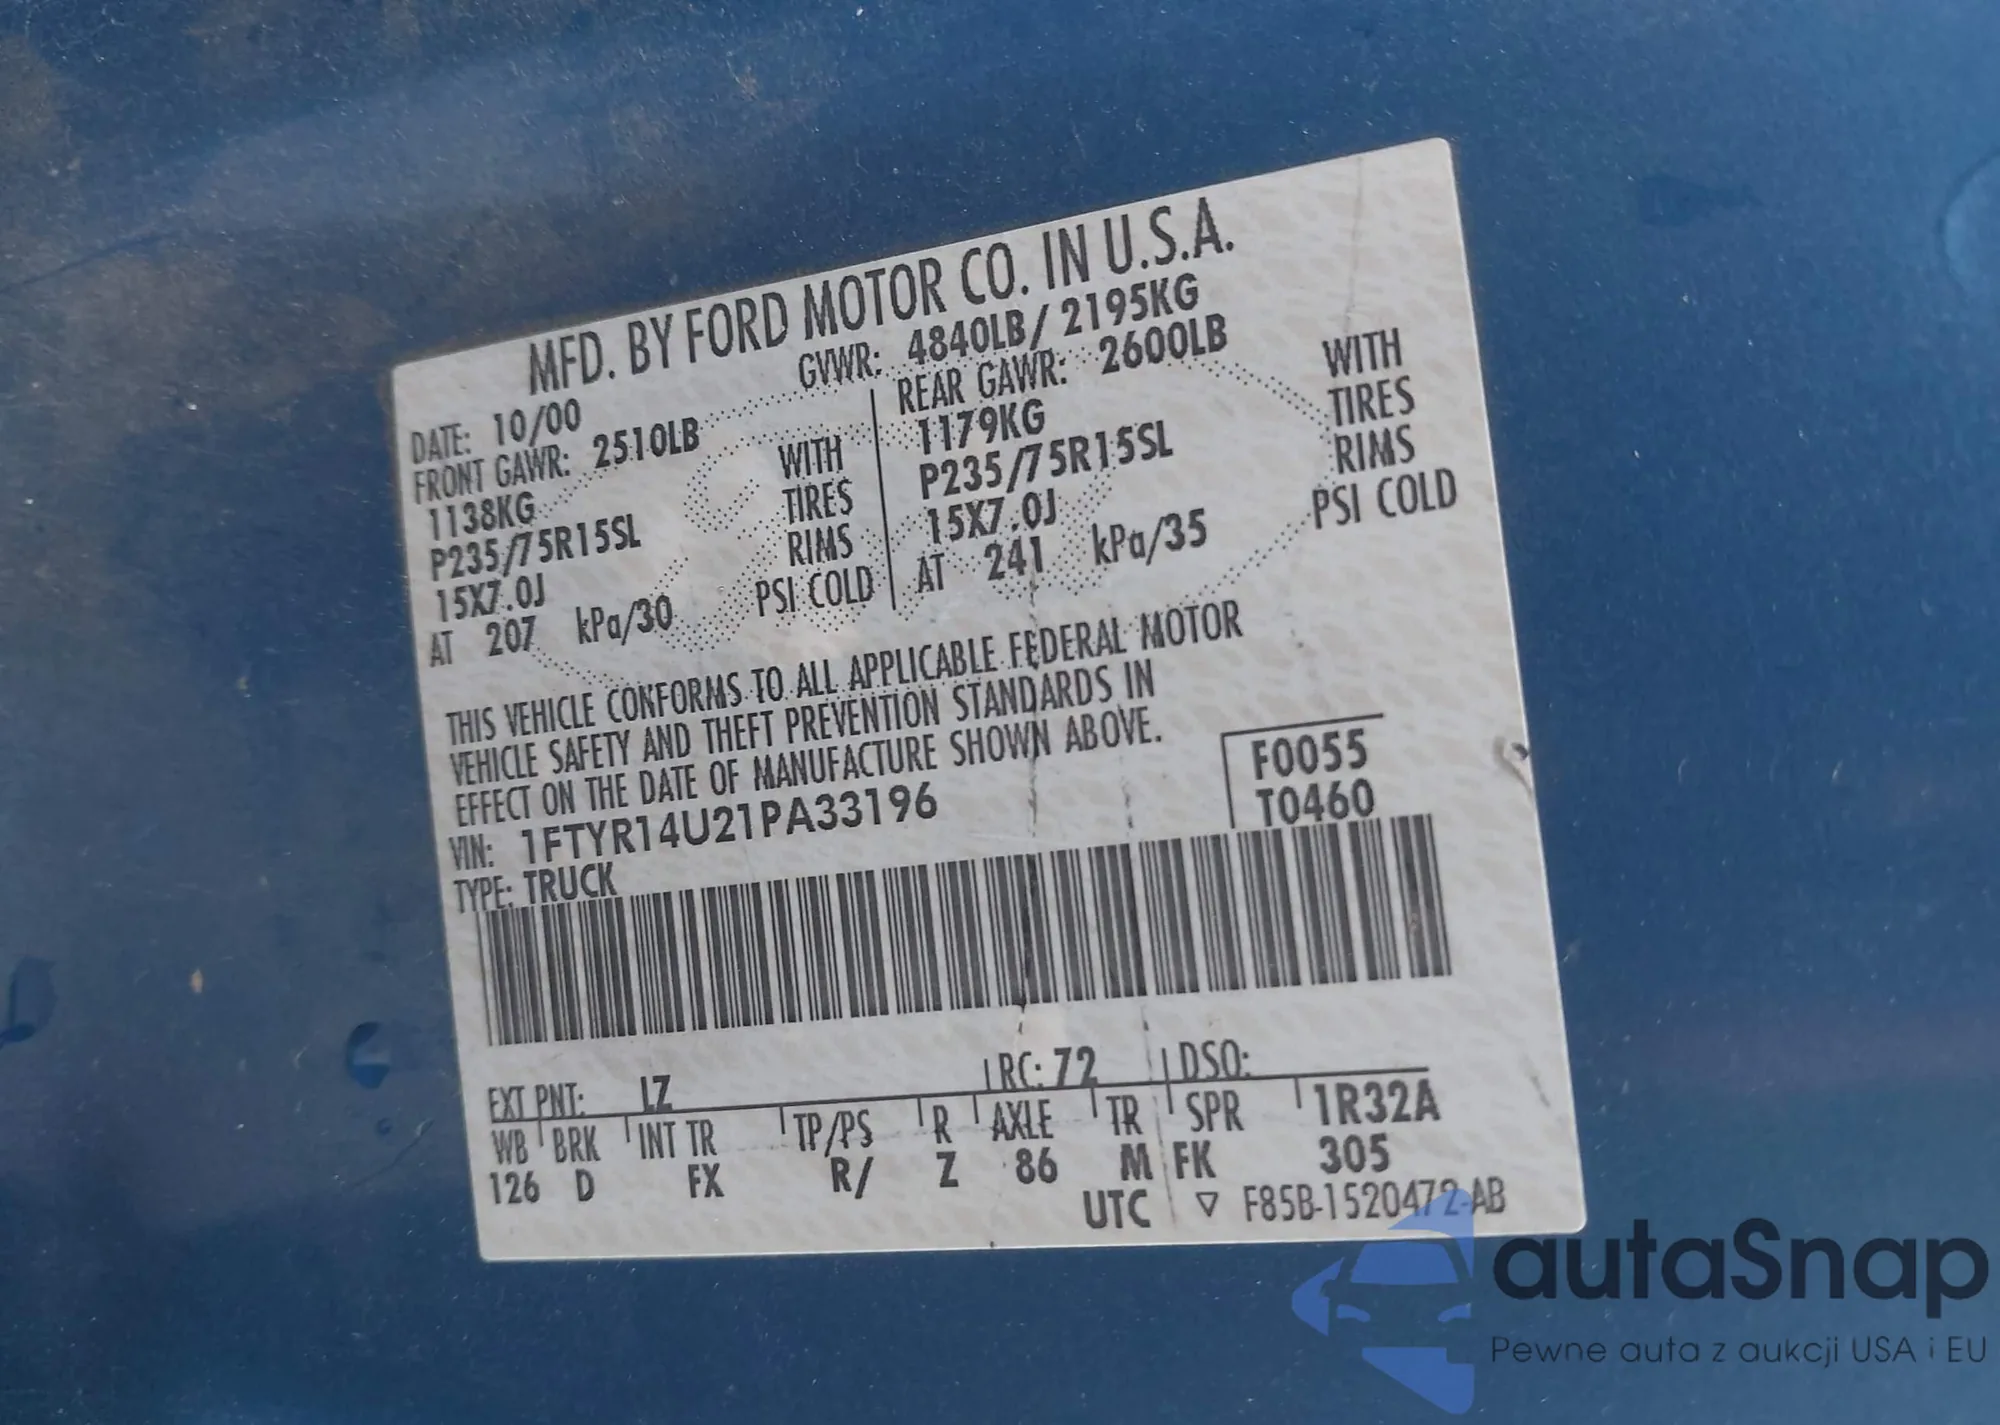 MFD. BY FORD MOTOR CO. IN U.S.A.
DATE: 10/00 GVWR: 4840LB/2195KG
FRONT GAWR: 2510LB REAR GAWR: 2600LB
1138KG WITH 1179KG WITH
P235/75R15SL TIRES P235/75R15SL TIRES
15X7.0J RIMS 15X7.0J RIMS
AT 207 kPa/30 PSI COLD AT 241 kPa/35 PSI COLD
THIS VEHICLE CONFORMS TO ALL APPLICABLE FEDERAL MOTOR
VEHICLE SAFETY AND THEFT PREVENTION STANDARDS IN
EFFECT ON THE DATE OF MANUFACTURE SHOWN ABOVE.
VIN: 1FTYR14U21PA33196 F0055
TYPE: TRUCK T0460
EXT PNT: LZ RC: 72 DSO:
WB BRK INT TR TP/PS R AXLE TR SPR 1R32A
126 D FX R/ Z 86 M FK 305
UTC ▽ F85B-1520472-AB
autaSnap
Pewne auta z aukcji USA i EU